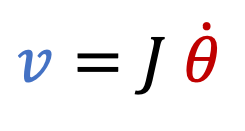 v = J θ̇